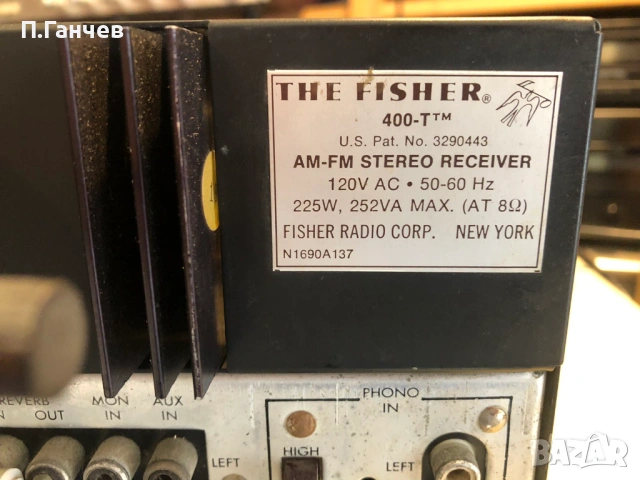 П.Ганчев
THE FISHER®
400-T™
U.S. Pat. No. 3290443
AM-FM STEREO RECEIVER
120V AC • 50-60 Hz
225W, 252VA MAX. (AT 8Ω)
FISHER RADIO CORP. NEW YORK
N1690A137
REVERB MON AUX
OUT IN IN
PHONO
IN
HIGH
LEFT LEFT
BAZAR